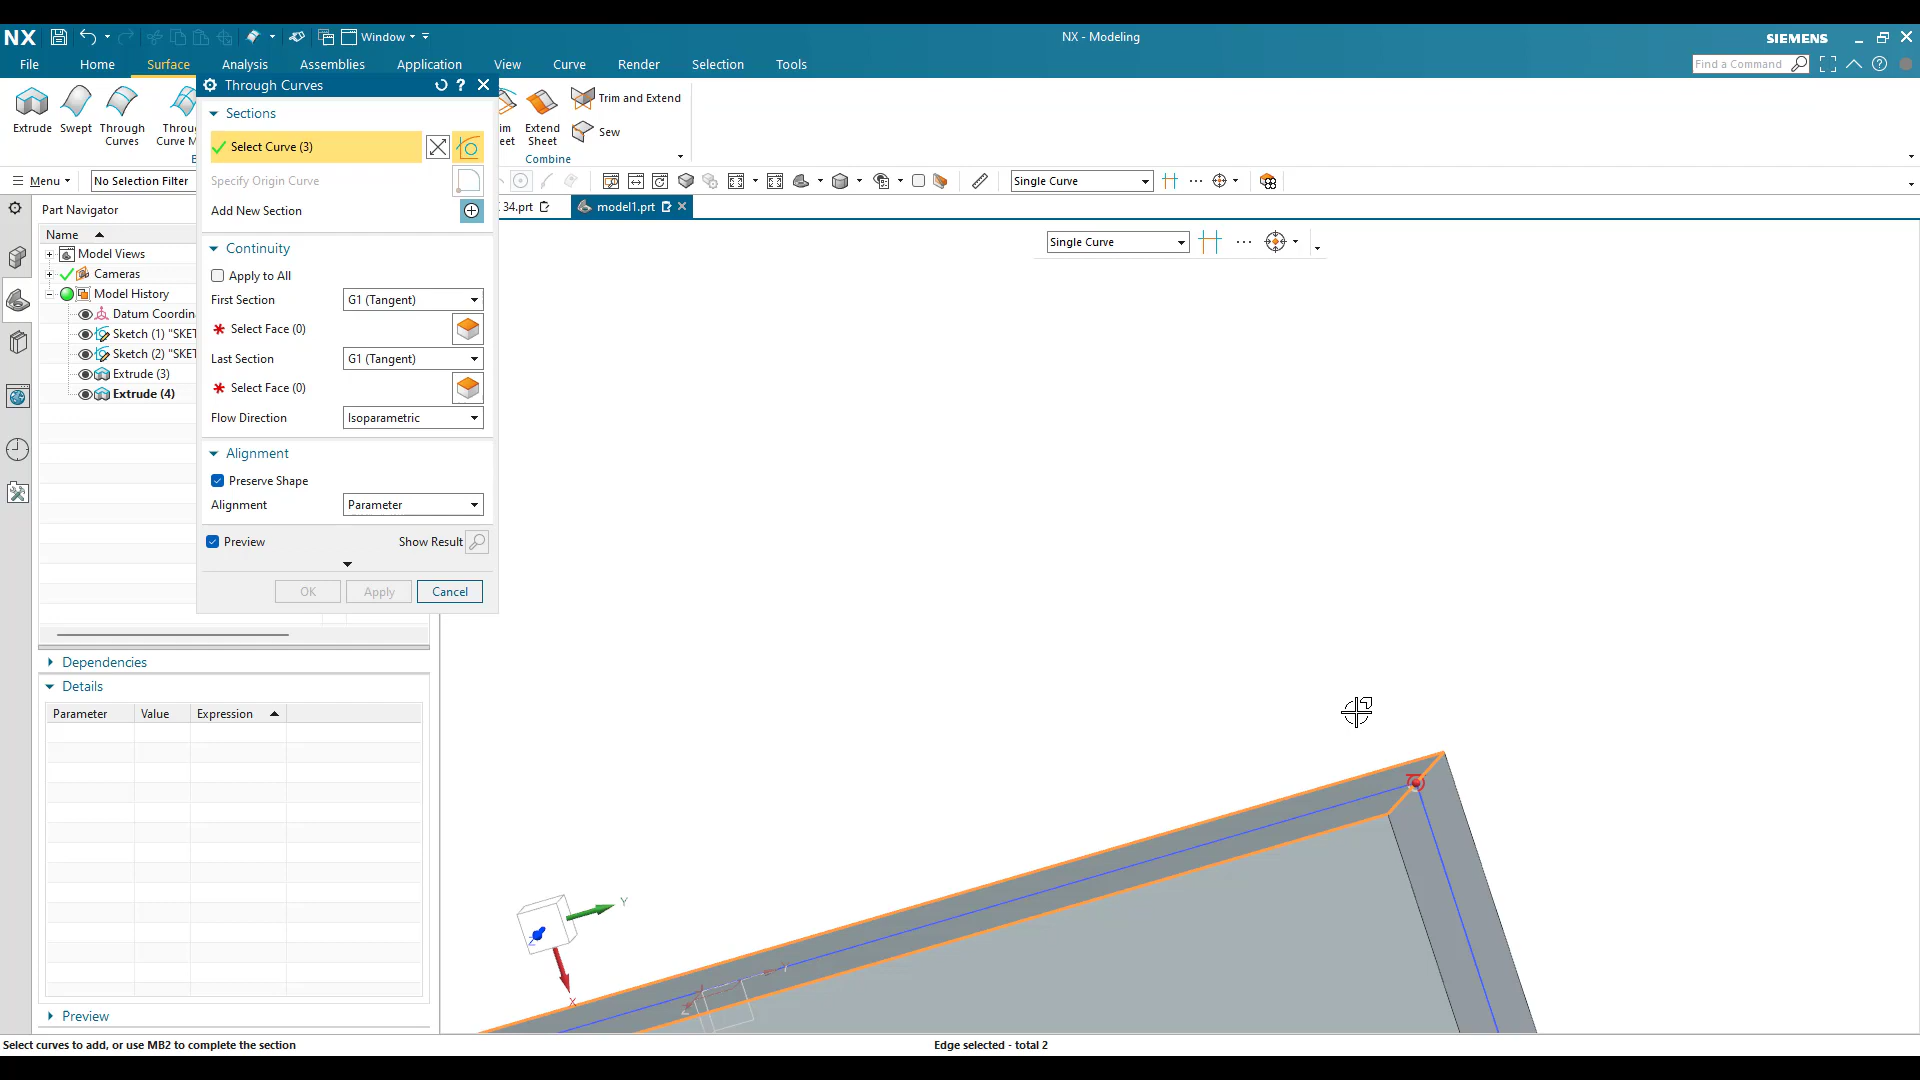 NX
Window
NX - Modeling
SIEMENS
File
Home
Surface
Analysis
Assemblies
Application
View
Curve
Render
Selection
Tools
Find a Command
Extrude
Swept
Through
Curves
Throu
Curve M
Extend
Sheet
Trim and Extend
Sew
Combine
Menu
No Selection Filter
Single Curve
Part Navigator
34.prt
model1.prt
Name
Model Views
Cameras
Model History
Datum Coordina
Sketch (1) "SKET
Sketch (2) "SKET
Extrude (3)
Extrude (4)
Through Curves
Sections
Select Curve (3)
Specify Origin Curve
Add New Section
Continuity
Apply to All
First Section
G1 (Tangent)
Select Face (0)
Last Section
G1 (Tangent)
Select Face (0)
Flow Direction
Isoparametric
Alignment
Preserve Shape
Alignment
Parameter
Preview
Show Result
OK
Apply
Cancel
Single Curve
Dependencies
Details
Parameter
Value
Expression
Preview
Y
Z
X
Y
Z
Select curves to add, or use MB2 to complete the section
Edge selected - total 2